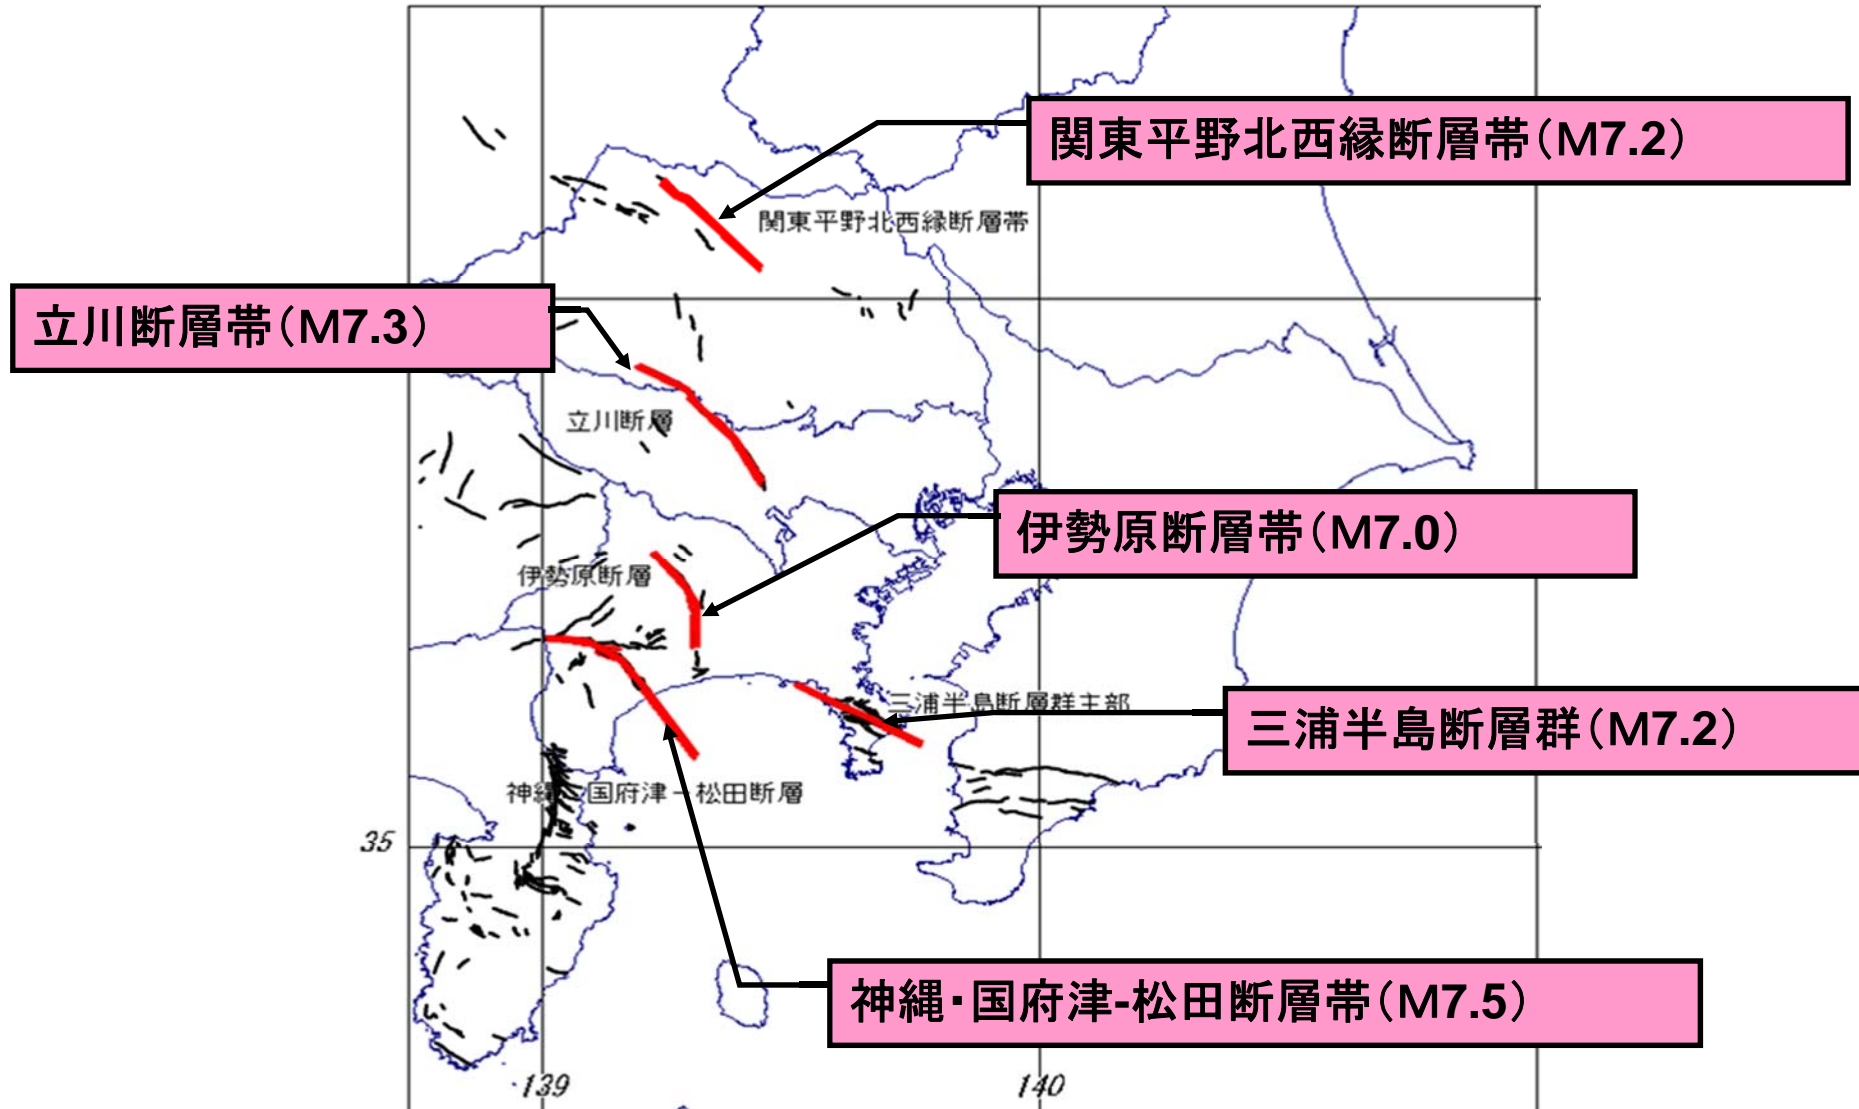 関東平野北西縁断層帯（M7.2）
関東平野北西縁断層帯
立川断層帯（M7.3）
立川断層
伊勢原断層帯（M7.0）
伊勢原断層
三浦半島断層群主部
三浦半島断層群（M7.2）
神縄 国府津－松田断層
35
神縄・国府津-松田断層帯（M7.5）
139
140